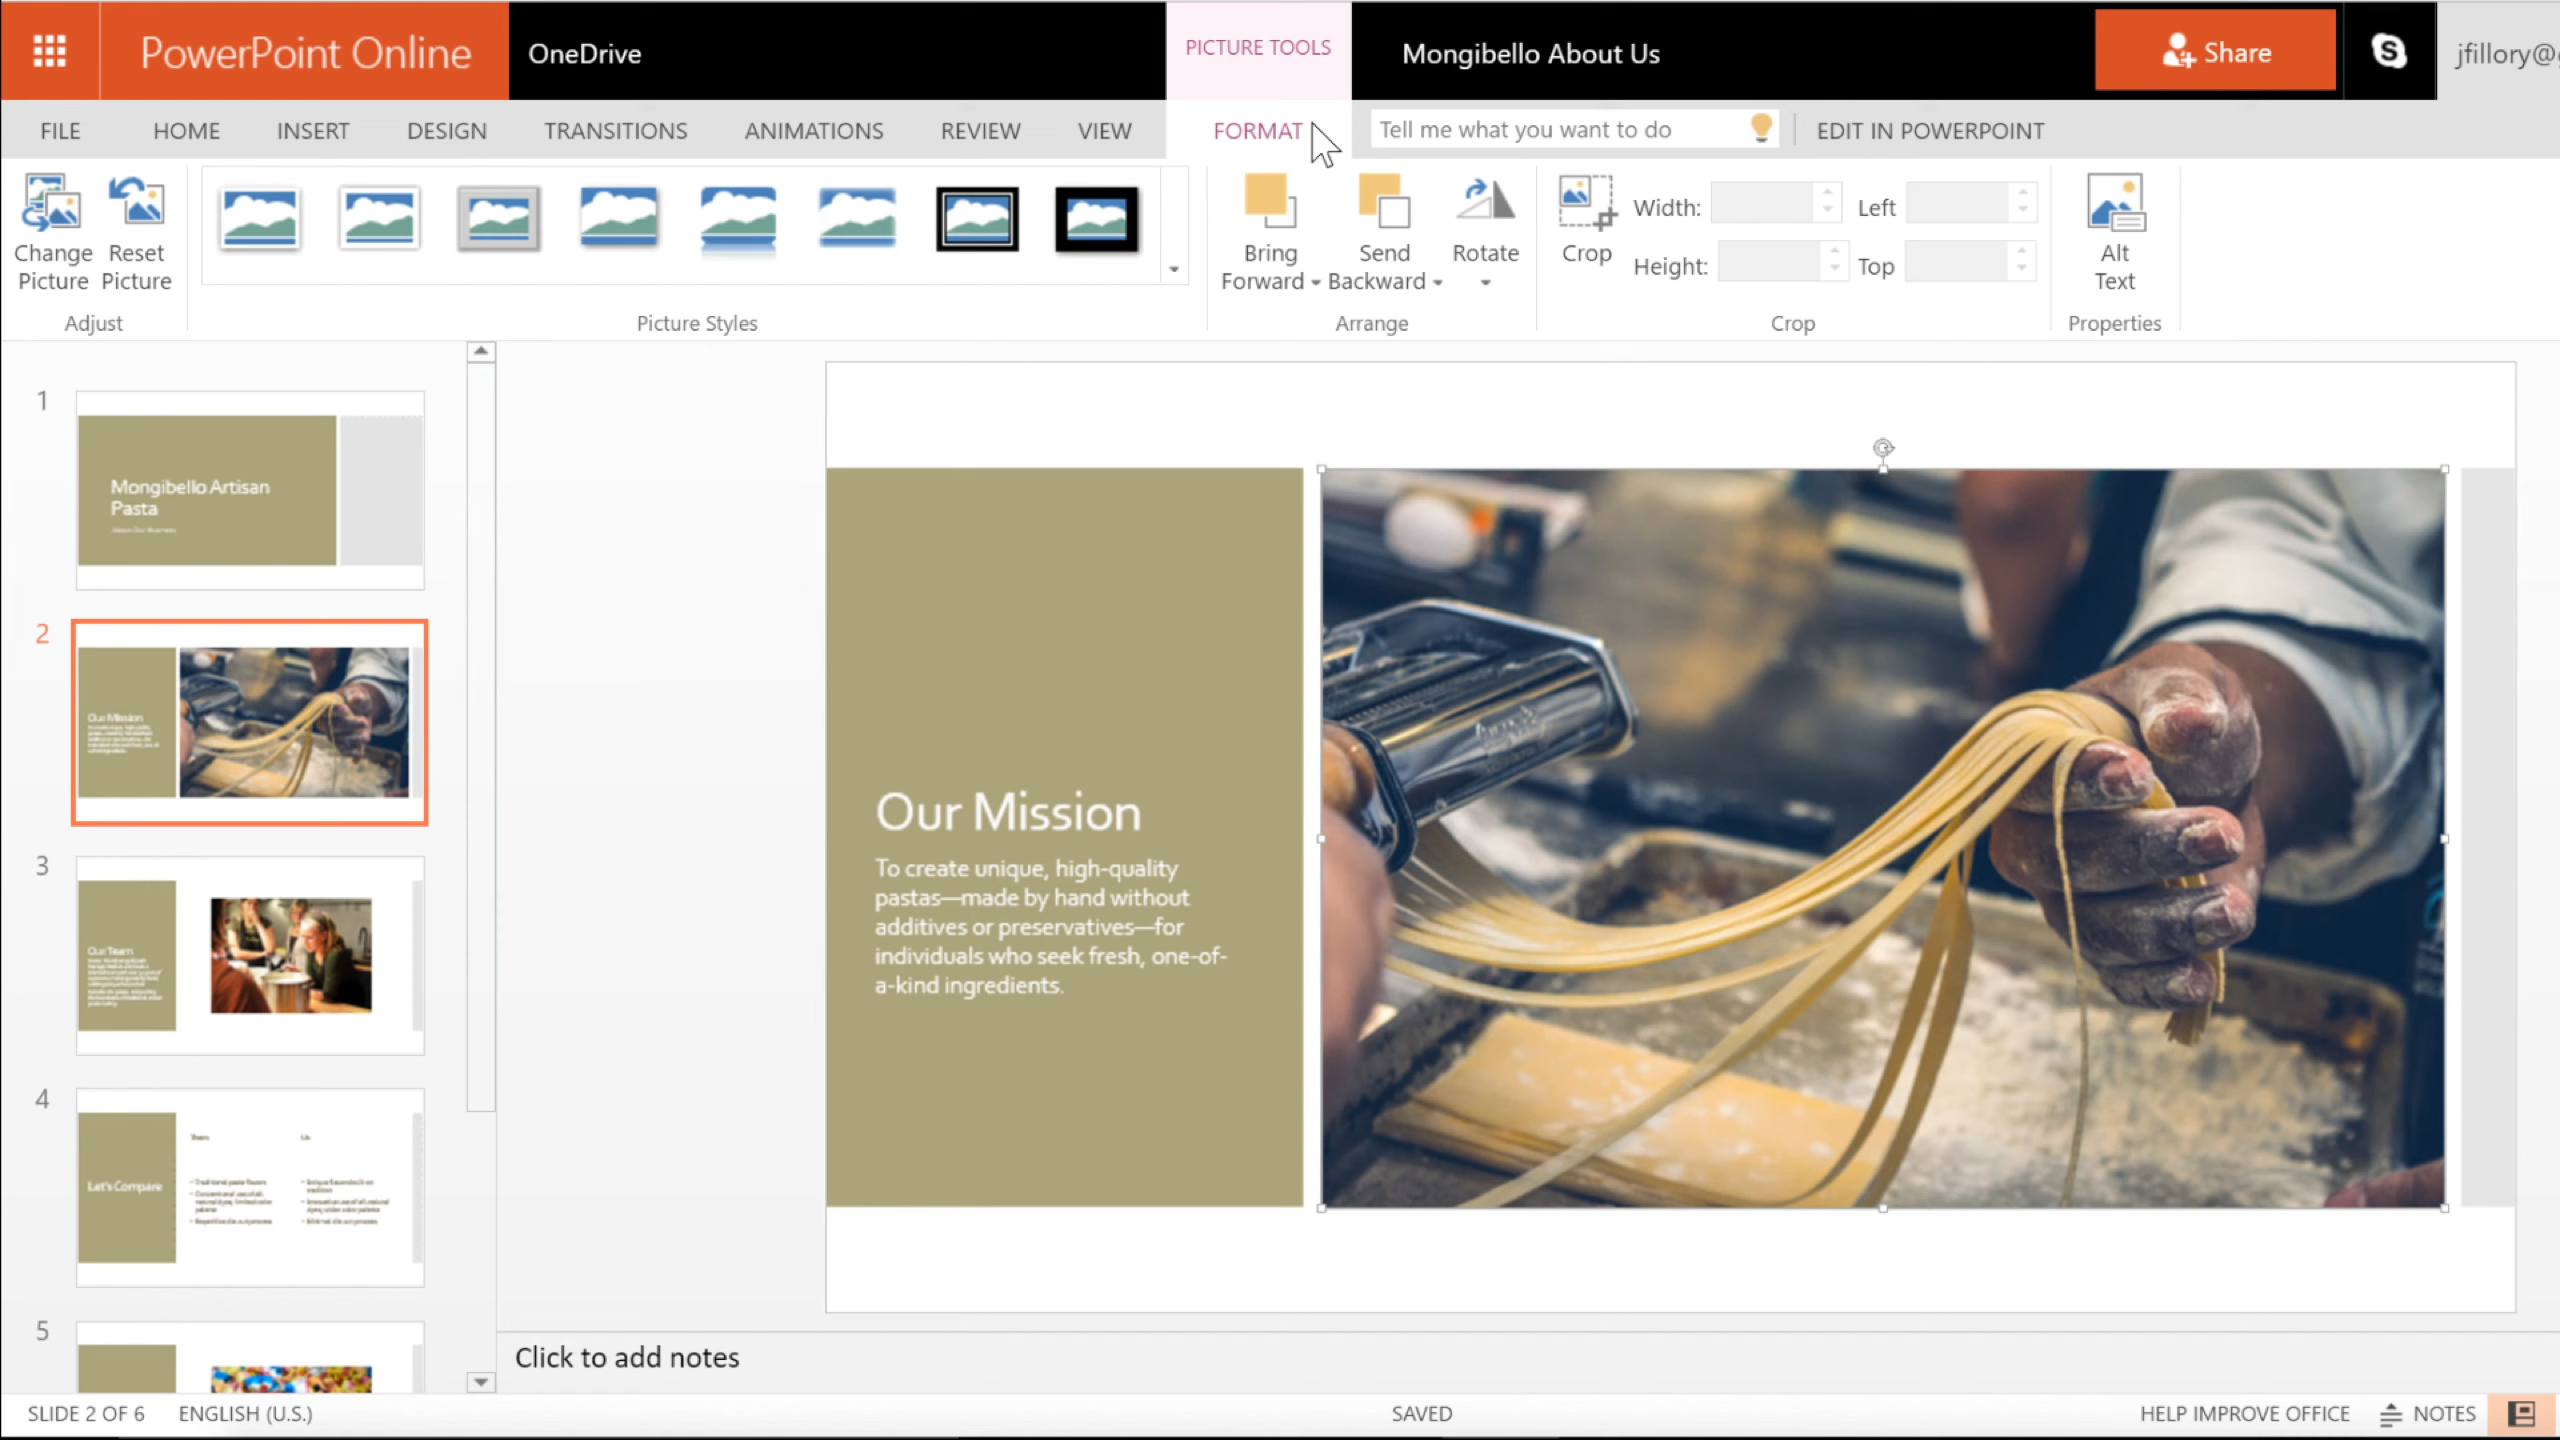 PowerPoint Online
OneDrive
PICTURE TOOLS
Mongibello About Us
Share
jfillory@
FILE
HOME
INSERT
DESIGN
TRANSITIONS
ANIMATIONS
REVIEW
VIEW
FORMAT
Tell me what you want to do
EDIT IN POWERPOINT
Change
Picture
Reset
Picture
Adjust
Picture Styles
Bring
Forward
Send
Backward
Rotate
Arrange
Crop
Width:
Height:
Left
Top
Crop
Alt
Text
Properties
1
Mongibello Artisan
Pasta
2
Our Mission
3
Our Team
4
Let's Compare
5
Our Mission
To create unique, high-quality
pastas—made by hand without
additives or preservatives—for
individuals who seek fresh, one-of-
a-kind ingredients.
Click to add notes
SLIDE 2 OF 6
ENGLISH (U.S.)
SAVED
HELP IMPROVE OFFICE
NOTES